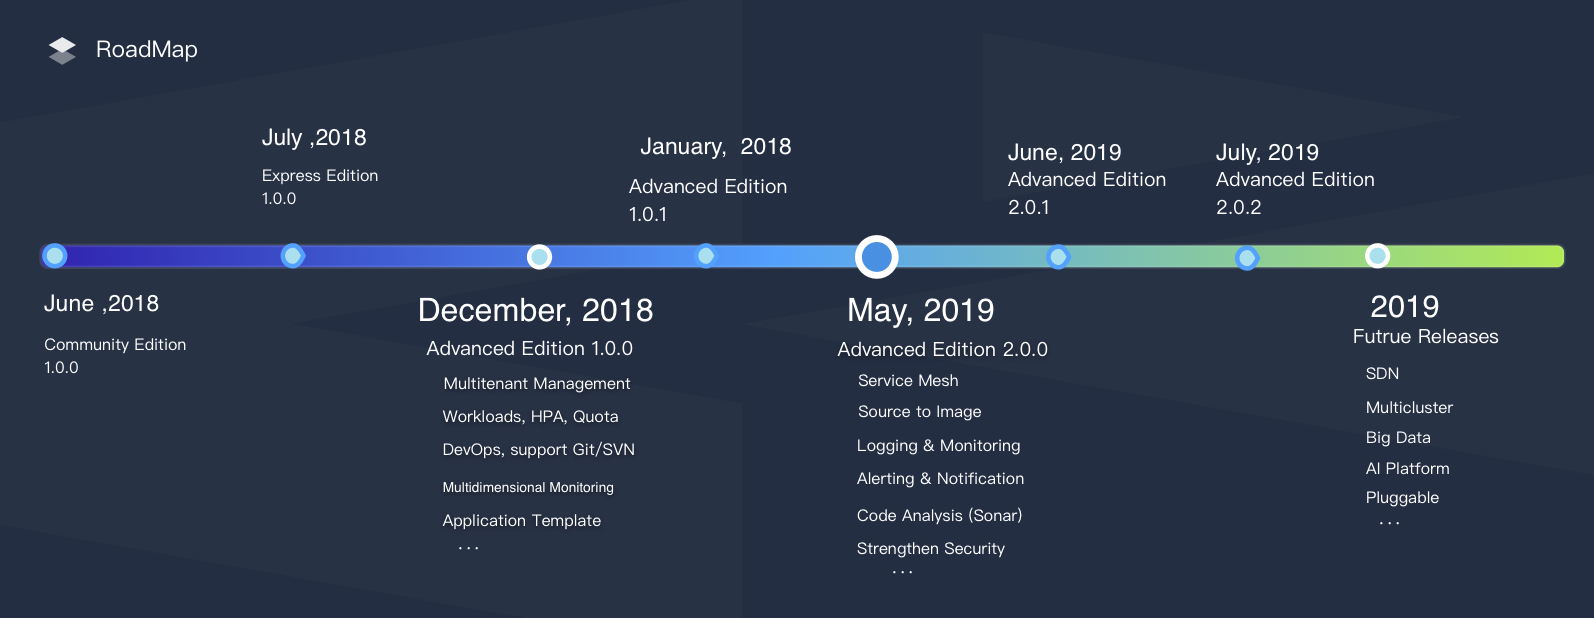 RoadMap
July ,2018
Express Edition
1.0.0
January,  2018
Advanced Edition
1.0.1
June, 2019
Advanced Edition
2.0.1
July, 2019
Advanced Edition
2.0.2
June ,2018
Community Edition
1.0.0
December, 2018
Advanced Edition 1.0.0
Multitenant Management
Workloads, HPA, Quota
DevOps, support Git/SVN
Multidimensional Monitoring
Application Template
...
May, 2019
Advanced Edition 2.0.0
Service Mesh
Source to Image
Logging & Monitoring
Alerting & Notification
Code Analysis (Sonar)
Strengthen Security
...
2019
Futrue Releases
SDN
Multicluster
Big Data
AI Platform
Pluggable
...